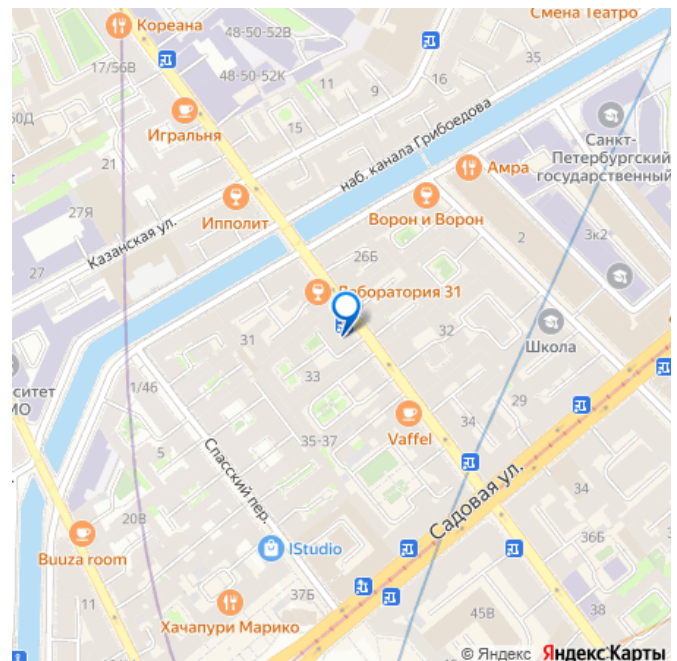 Смена Театро
Кореана
48-50-52В
17/56В
48-50-52К
35
11
16
9
60Д
Игральня
15
наб. канала Грибоедова
Санкт-
Петербургский
государственный
21
Амра
Ипполит
Ворон и Ворон
27Я
Казанская ул.
2
3к2
27
26Б
Лаборатория 31
31
32
Школа
33
ситет
МО
1/46
29
Vaffel
34
35-37
5
Спасский пер.
Садовая ул.
34
20В
36Б
Buuza room
IStudio
11
37Б
45В
38
Хачапури Марико
© Яндекс Яндекс Карты